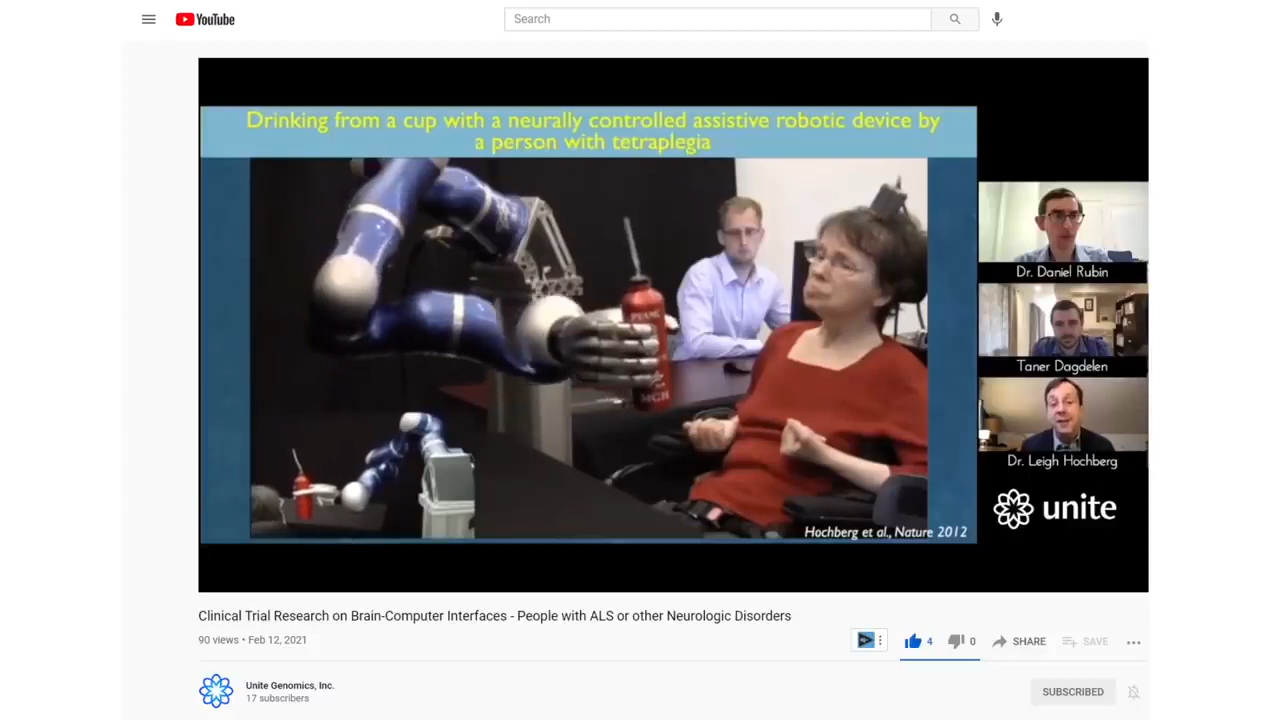 YouTube
Search
Drinking from a cup with a neurally controlled assistive robotic device by
a person with tetraplegia
MGH
Hochberg et al., Nature 2012
Dr. Daniel Rubin
Taner Dagdelen
Dr. Leigh Hochberg
unite
Clinical Trial Research on Brain-Computer Interfaces - People with ALS or other Neurologic Disorders
90 views • Feb 12, 2021
4
0
SHARE
SAVE
Unite Genomics, Inc.
17 subscribers
SUBSCRIBED